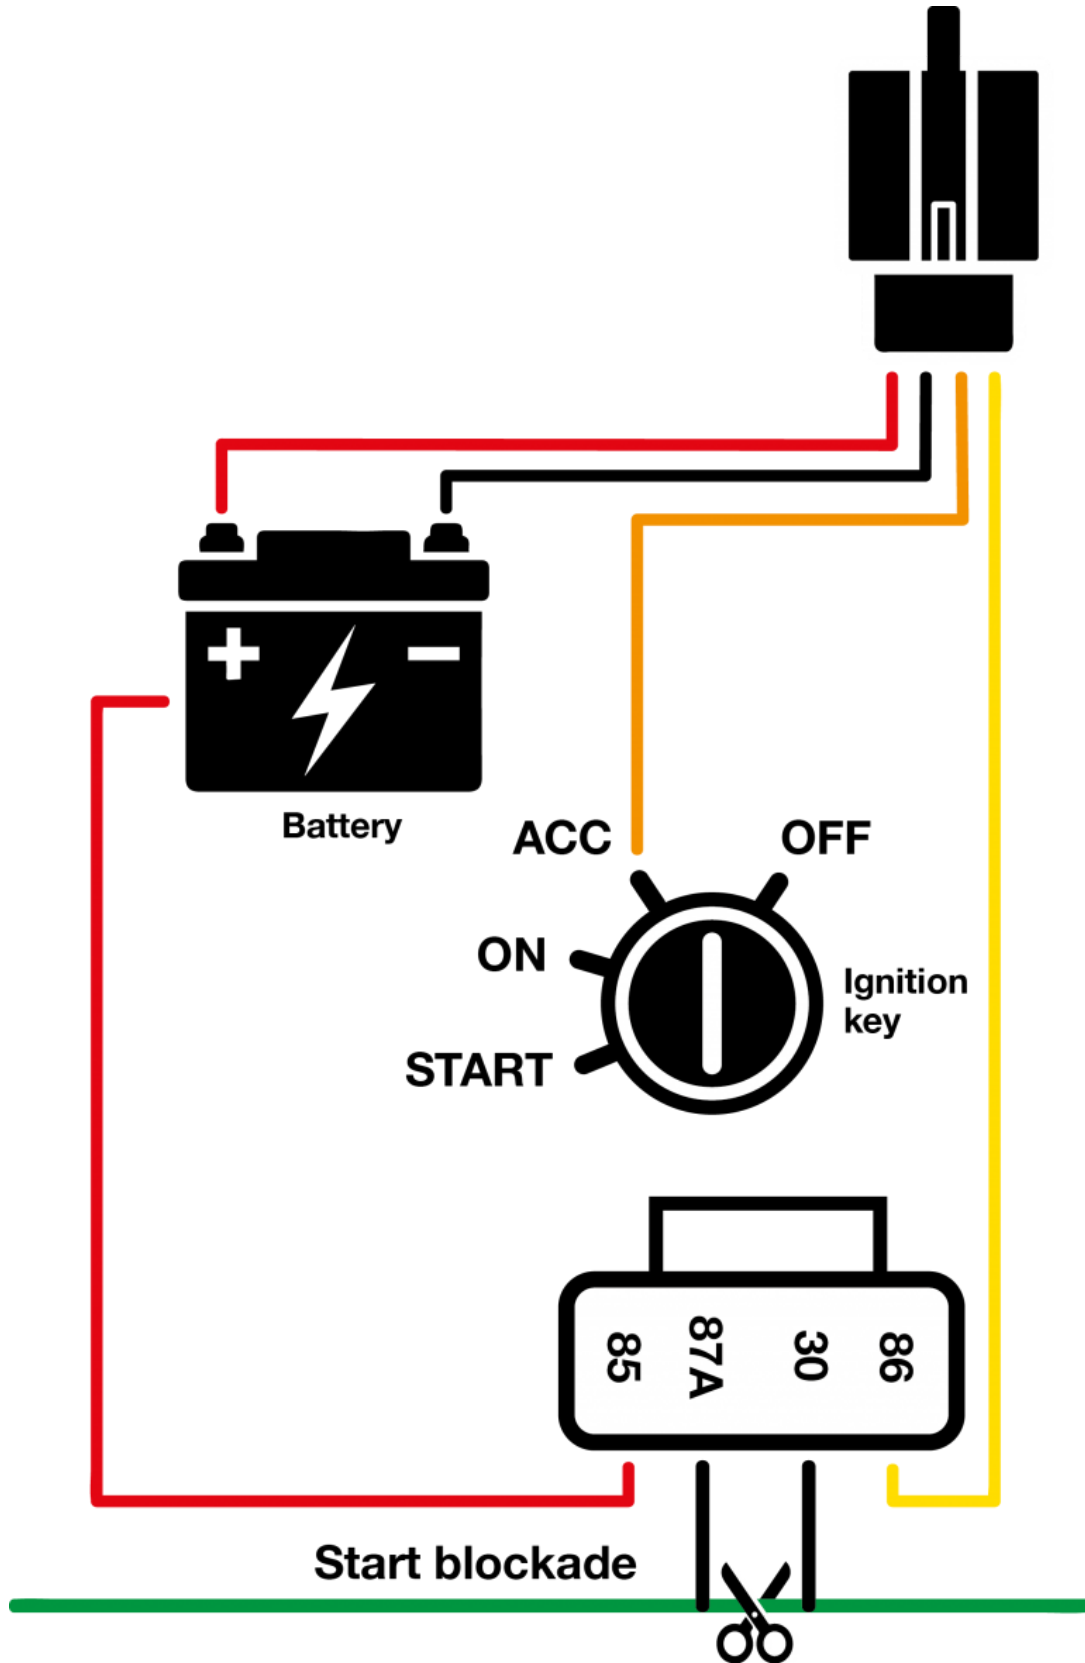 + −
Battery
ACC
OFF
ON
Ignition
key
START
85
87A
30
86
Start blockade